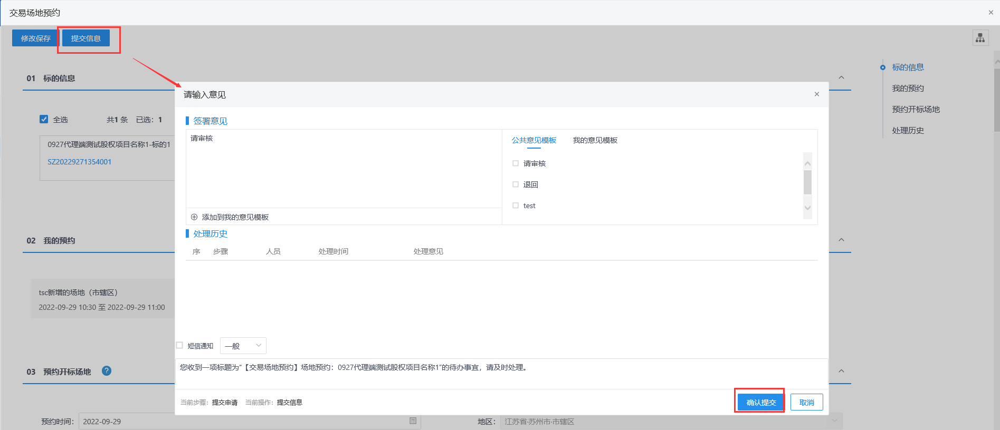 交易场地预约
修改保存
提交信息
01 标的信息
全选 共1 条 已选：1
0927代理端测试股权项目名称1-标的1
SZ20229271354001
02 我的预约
tsc新增的场地（市辖区）
2022-09-29 10:30 至 2022-09-29 11:00
03 预约开标场地 ?
预约时间： 2022-09-29
地区： 江苏省·苏州市·市辖区
标的信息
我的预约
预约开标场地
处理历史
请输入意见
签署意见
请审核
添加到我的意见模板
公共意见模板 我的意见模板
请审核
退回
test
处理历史
序 步骤 人员 处理时间 处理意见
短信通知 一般
您收到一项标题为“【交易场地预约】场地预约：0927代理端测试股权项目名称1”的待办事宜，请及时处理。
当前步骤：提交申请 当前操作：提交信息
确认提交
取消